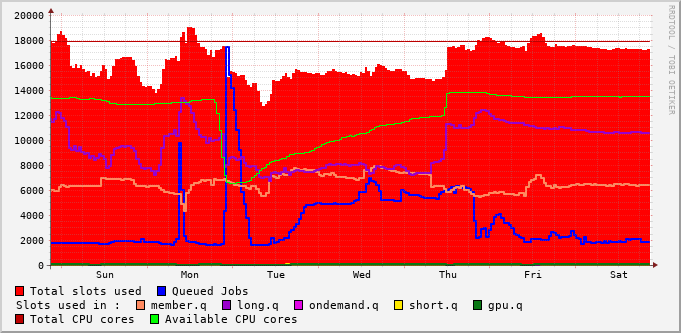 RRDTOOL / TOBI OETIKER
20000
18000
16000
14000
12000
10000
8000
6000
4000
2000
0
Sun Mon Tue Wed Thu Fri Sat
Total slots used Queued Jobs
Slots used in : member.q long.q ondemand.q short.q gpu.q
Total CPU cores Available CPU cores